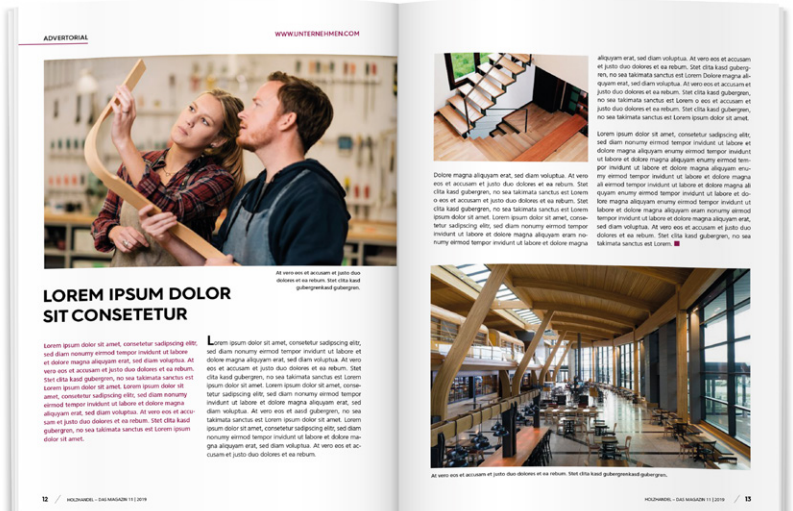 ADVERTORIAL
WWW.UNTERNEHMEN.COM
At vero eos et accusam et justo duo
dolores et ea rebum. Stet clita kasd
gubergrenkasd gubergren.
LOREM IPSUM DOLOR
SIT CONSETETUR
Lorem ipsum dolor sit amet, consetetur sadipscing elitr,
sed diam nonumy eirmod tempor invidunt ut labore
et dolore magna aliquyam erat, sed diam voluptua. At
vero eos et accusam et justo duo dolores et ea rebum.
Stet clita kasd gubergren, no sea takimata sanctus est
Lorem ipsum dolor sit amet. Lorem ipsum dolor sit
amet, consetetur sadipscing elitr, sed diam nonumy
eirmod tempor invidunt ut labore et dolore magna
aliquyam erat, sed diam voluptua. At vero eos et accu-
sam et justo duo dolores et ea rebum. Stet clita kasd
gubergren, no sea takimata sanctus est Lorem ipsum
dolor sit amet.
Lorem ipsum dolor sit amet, consetetur sadipscing elitr,
sed diam nonumy eirmod tempor invidunt ut labore et
dolore magna aliquyam erat, sed diam voluptua. At vero
eos et accusam et justo duo dolores et ea rebum. Stet
clita kasd gubergren, no sea takimata sanctus est Lorem
ipsum dolor sit amet. Lorem ipsum dolor sit amet, conse-
tetur sadipscing elitr, sed diam nonumy eirmod tempor
invidunt ut labore et dolore magna aliquyam erat, sed
diam voluptua. At vero eos et accusam et justo duo
dolores et ea rebum. Stet clita kasd gubergren, no sea
takimata sanctus est Lorem ipsum dolor sit amet. Lorem
ipsum dolor sit amet, consetetur sadipscing elitr, sed diam
nonumy eirmod tempor invidunt ut labore et dolore ma-
gna aliquyam erat, sed diam voluptua. At vero eos et ac-
cusam et justo duo dolores et ea rebum.
12 / HOLZHANDEL – DAS MAGAZIN 11 | 2019
Dolore magna aliquyam erat, sed diam voluptua. At vero
eos et accusam et justo duo dolores et ea rebum. Stet
clita kasd gubergren, no sea takimata sanctus est Lorem
o eos et accusam et justo duo dolores et ea rebum. Stet
clita kasd gubergren, no sea takimata sanctus est Lorem
ipsum dolor sit amet. Lorem ipsum dolor sit amet, conse-
tetur sadipscing elitr, sed diam nonumy eirmod tempor
invidunt ut labore et dolore magna aliquyam eram no-
numy eirmod tempor invidunt ut labore et dolore magna
aliquyam erat, sed diam voluptua. At vero eos et accusam
et justo duo dolores et ea rebum. Stet clita kasd guberg-
ren, no sea takimata sanctus est Lorem Dolore magna ali-
quyam erat, sed diam voluptua. At vero eos et accusam et
justo duo dolores et ea rebum. Stet clita kasd gubergren,
no sea takimata sanctus est Lorem o eos et accusam et
justo duo dolores et ea rebum. Stet clita kasd gubergren,
no sea takimata sanctus est Lorem ipsum dolor sit amet.
Lorem ipsum dolor sit amet, consetetur sadipscing elitr,
sed diam nonumy eirmod tempor invidunt ut labore et
dolore magna aliquyam enumy eirmod tempor invidunt
ut labore et dolore magna aliquyam enumy eirmod tem-
por invidunt ut labore et dolore magna aliquyam enu-
my eirmod tempor invidunt ut labore et dolore magna
ali eirmod tempor invidunt ut labore et dolore magna ali
quyam enumy eirmod tempor invidunt ut labore et do-
lore magna aliquyam enumy eirmod tempor invidunt ut
labore et dolore magna aliquyam eram nonumy eirmod
tempor invidunt ut labore et dolore magna aliquyam erat,
sed diam voluptua. At vero eos et accusam et justo duo
dolores et ea rebum. Stet clita kasd gubergren, no sea
takimata sanctus est Lorem.
At vero eos et accusam et justo duo dolores et ea rebum. Stet clita kasd gubergrenkasd gubergren.
HOLZHANDEL – DAS MAGAZIN 11 | 2019 / 13